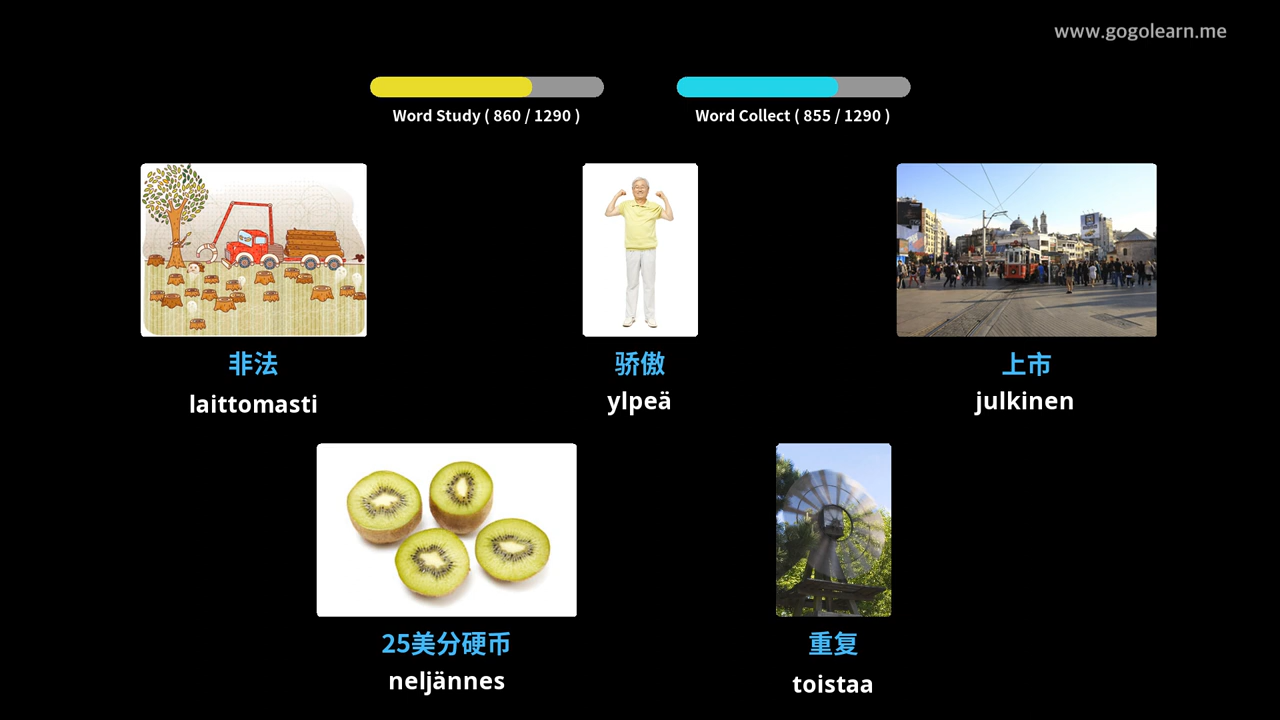 www.gogolearn.me
Word Study ( 860 / 1290 )
Word Collect ( 855 / 1290 )
非法
laittomasti
骄傲
ylpeä
上市
julkinen
25美分硬币
neljännes
重复
toistaa